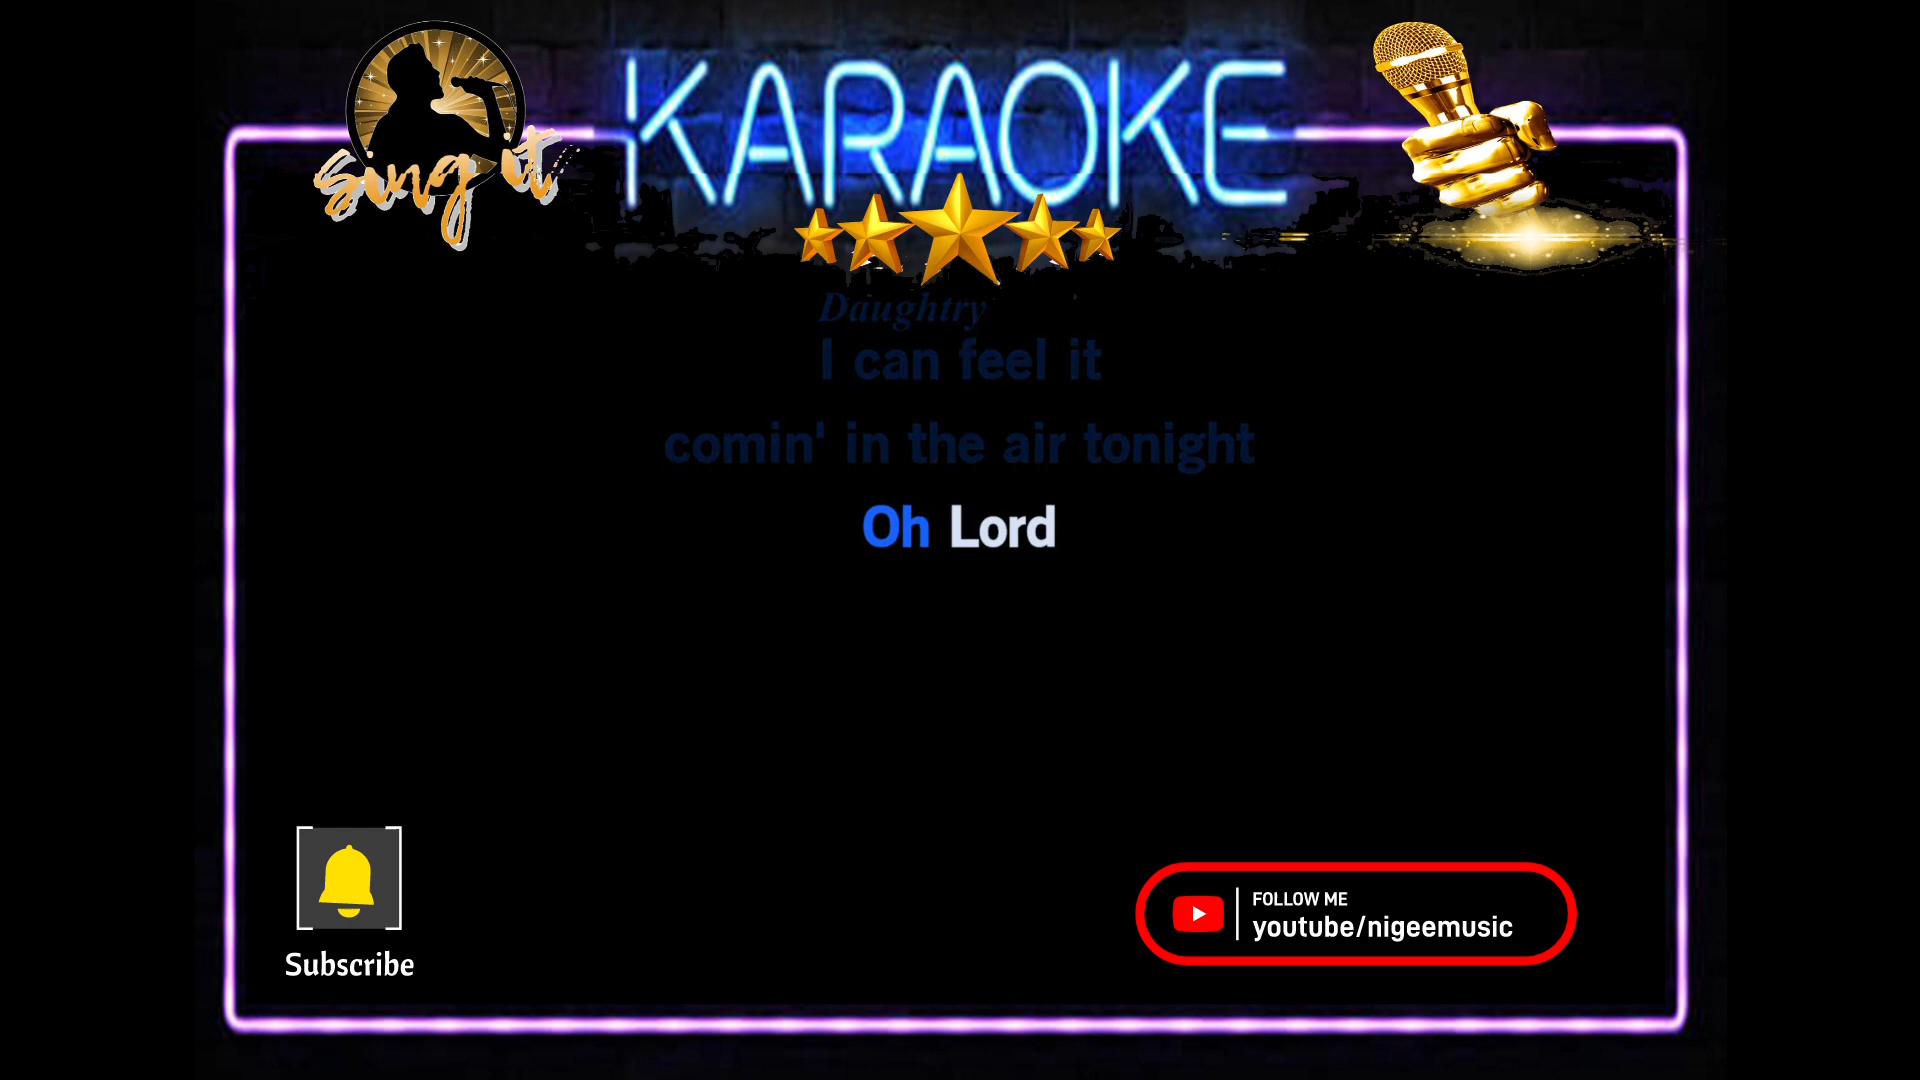 KARAOKE
sing it
Daughtry
I can feel it
comin' in the air tonight
Oh Lord
Subscribe
FOLLOW ME
youtube/nigeemusic